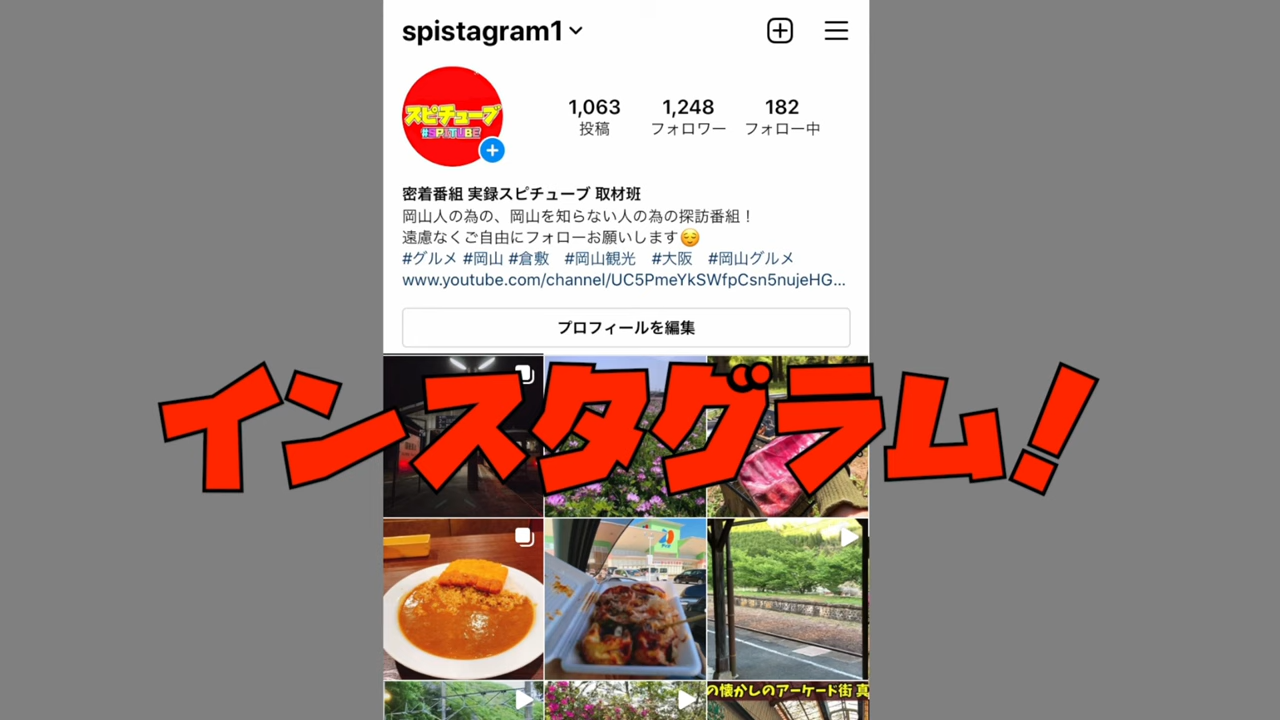 spistagram1
スピチューブ
#SPITUBE
1,063
投稿
1,248
フォロワー
182
フォロー中
密着番組 実録スピチューブ 取材班
岡山人の為の、岡山を知らない人の為の探訪番組！
遠慮なくご自由にフォローお願いします😌
#グルメ #岡山 #倉敷　#岡山観光　#大阪　#岡山グルメ
www.youtube.com/channel/UC5PmeYkSWfpCsn5nujeHG...
プロフィールを編集
インスタグラム！
の懐かしのアーケード街 真